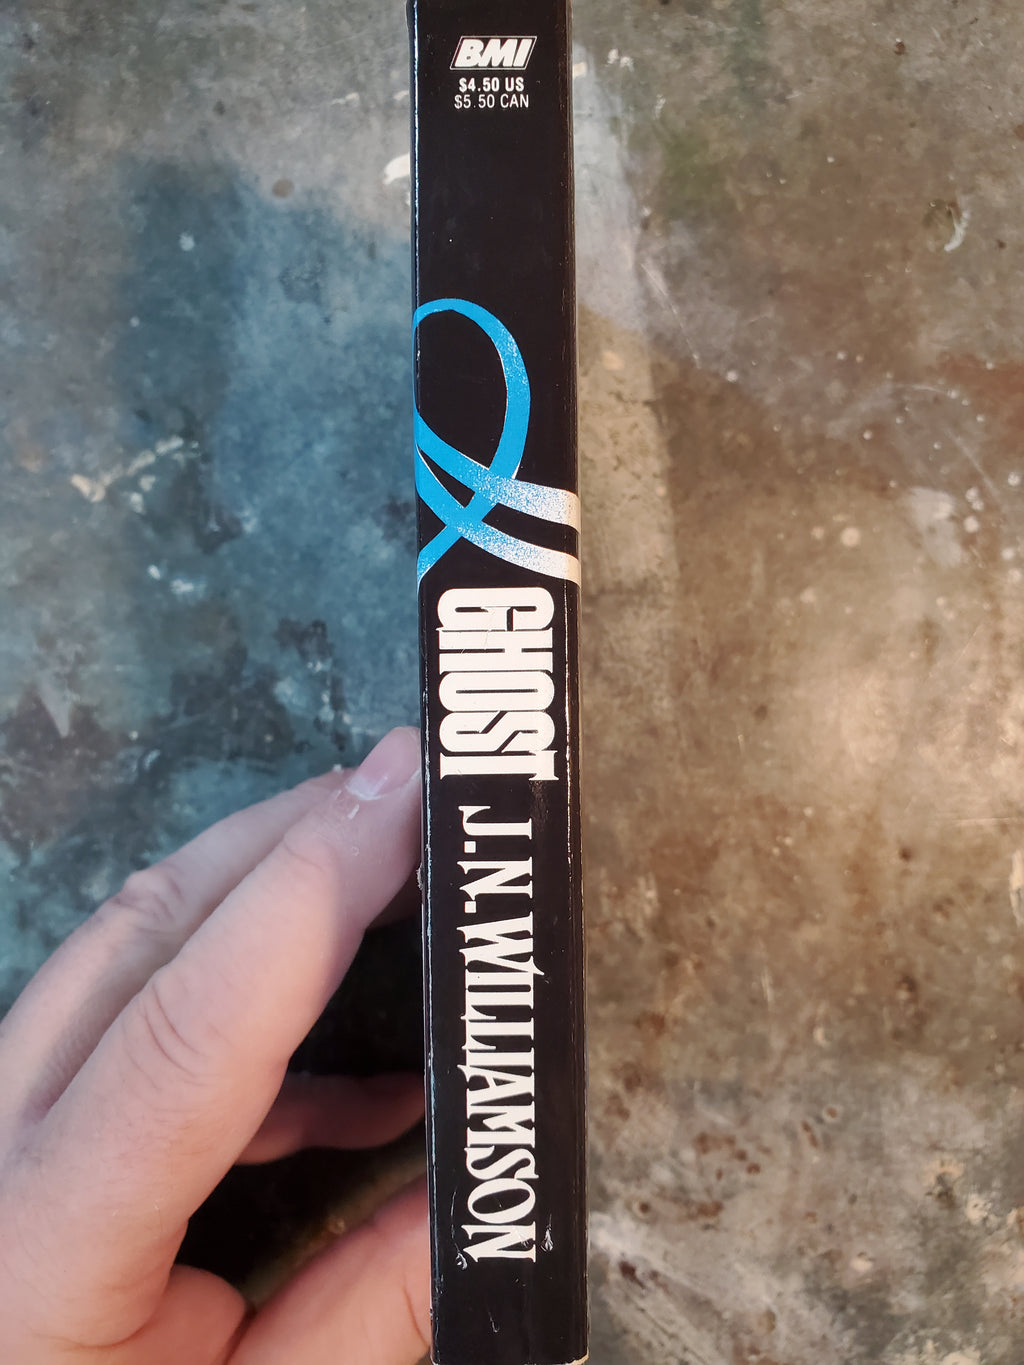 BMI
$4.50 US
$5.50 CAN
GHOST
J.N.WILLIAMSON